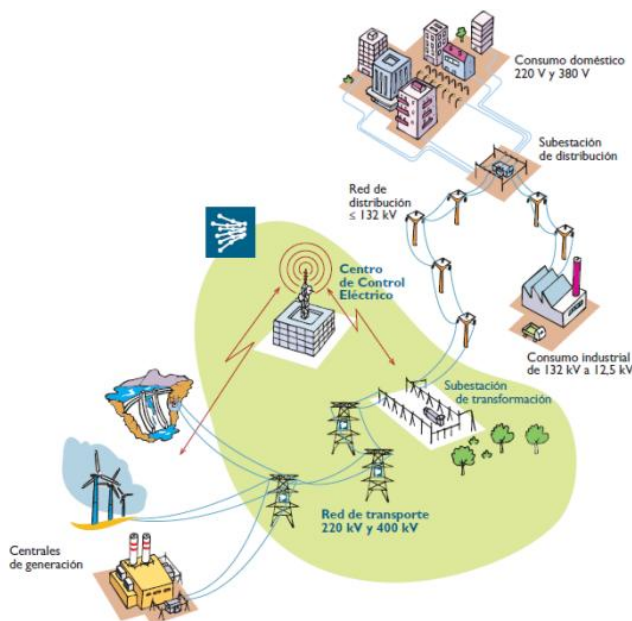 Consumo doméstico
220 V y 380 V
Subestación
de distribución
Red de
distribución
≤ 132 kV
Centro
de Control
Eléctrico
Consumo industrial
de 132 kV a 12,5 kV
Subestación
de transformación
Red de transporte
220 kV y 400 kV
Centrales
de generación